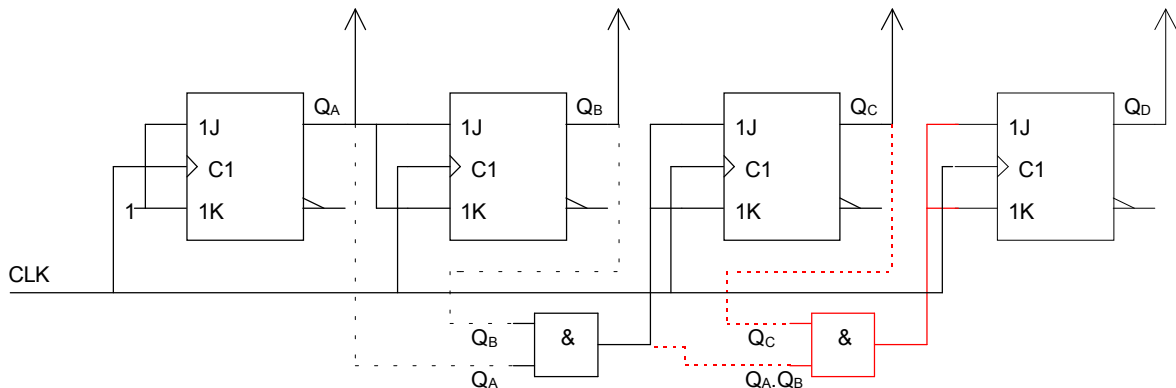 QA QB QC QD
1J 1J 1J 1J
C1 C1 C1 C1
1 1K 1K 1K 1K
CLK
QB & QC &
QA QA.QB